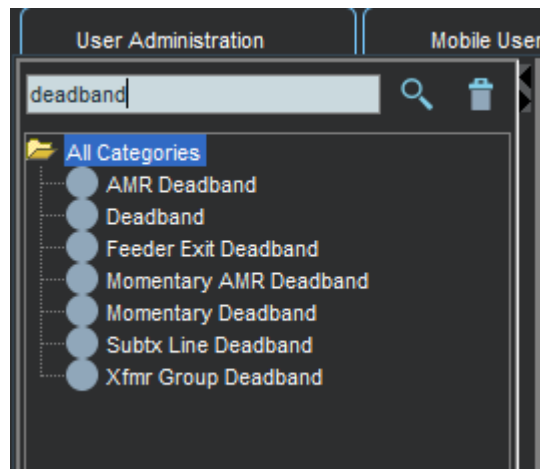 User Administration
Mobile User
deadband
All Categories
AMR Deadband
Deadband
Feeder Exit Deadband
Momentary AMR Deadband
Momentary Deadband
Subtx Line Deadband
Xfmr Group Deadband